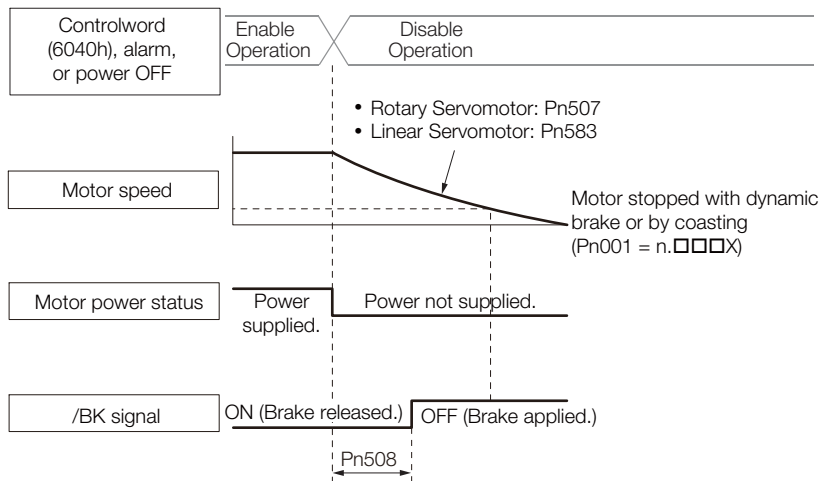 Controlword
(6040h), alarm,
or power OFF
Enable
Operation
Disable
Operation
• Rotary Servomotor: Pn507
• Linear Servomotor: Pn583
Motor speed
Motor stopped with dynamic
brake or by coasting
(Pn001 = n.□□□X)
Motor power status
Power
supplied.
Power not supplied.
/BK signal
ON (Brake released.)
OFF (Brake applied.)
Pn508